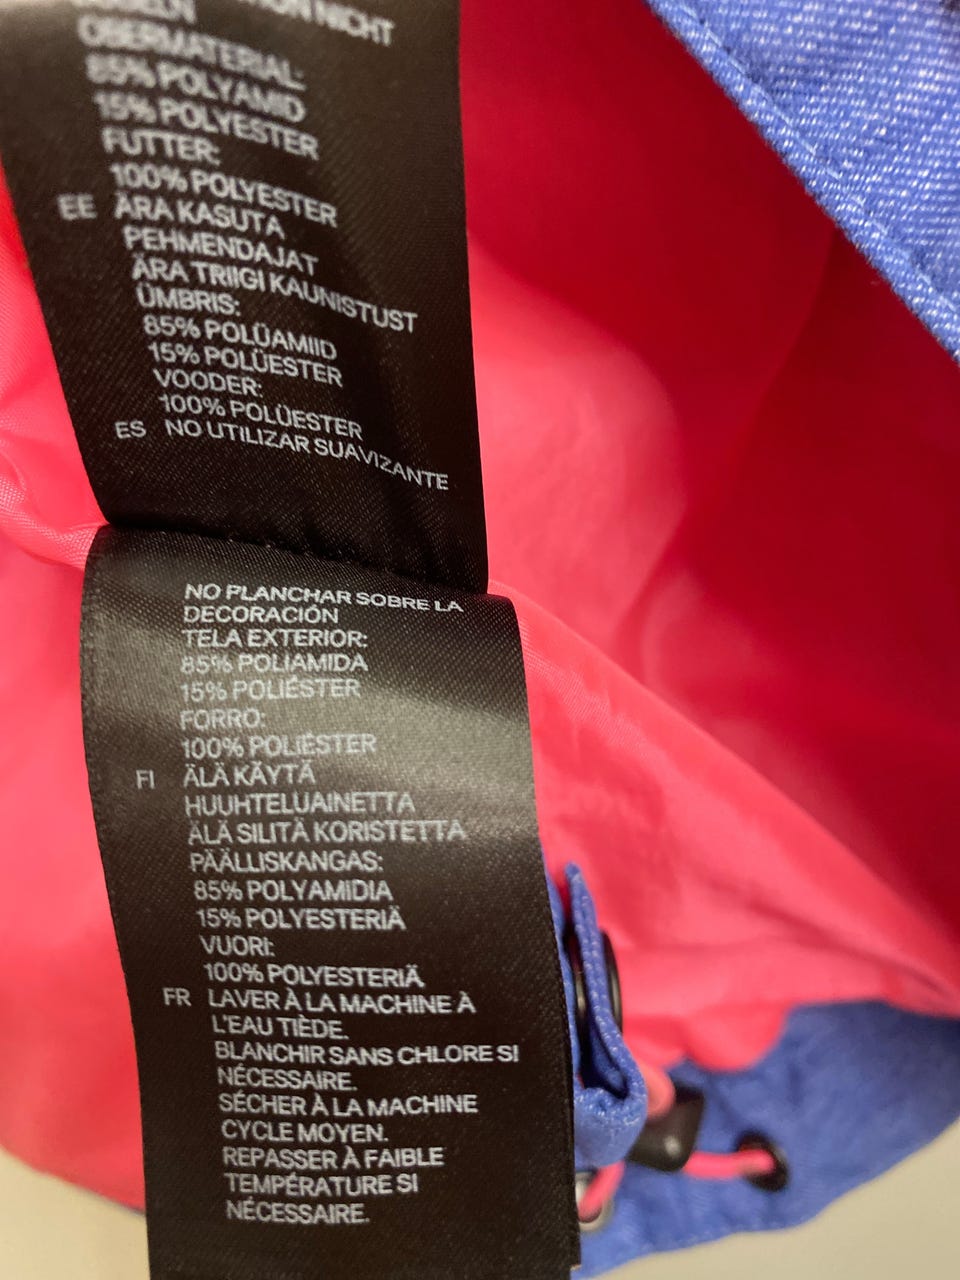 NICHT
OBERMATERIAL:
85% POLYAMID
15% POLYESTER
FUTTER:
100% POLYESTER
EE ÄRA KASUTA
PEHMENDAJAT
ÄRA TRIIGI KAUNISTUST
ÜMBRIS:
85% POLÜAMIID
15% POLÜESTER
VOODER:
100% POLÜESTER
ES NO UTILIZAR SUAVIZANTE
NO PLANCHAR SOBRE LA
DECORACIÓN
TELA EXTERIOR:
85% POLIAMIDA
15% POLIÉSTER
FORRO:
100% POLIÉSTER
FI ÄLÄ KÄYTÄ
HUUHTELUAINETTA
ÄLÄ SILITÄ KORISTETTA
PÄÄLLISKANGAS:
85% POLYAMIDIA
15% POLYESTERIÄ
VUORI:
100% POLYESTERIÄ
FR LAVER À LA MACHINE À
L'EAU TIÈDE.
BLANCHIR SANS CHLORE SI
NÉCESSAIRE.
SÉCHER À LA MACHINE
CYCLE MOYEN.
REPASSER À FAIBLE
TEMPÉRATURE SI
NÉCESSAIRE.